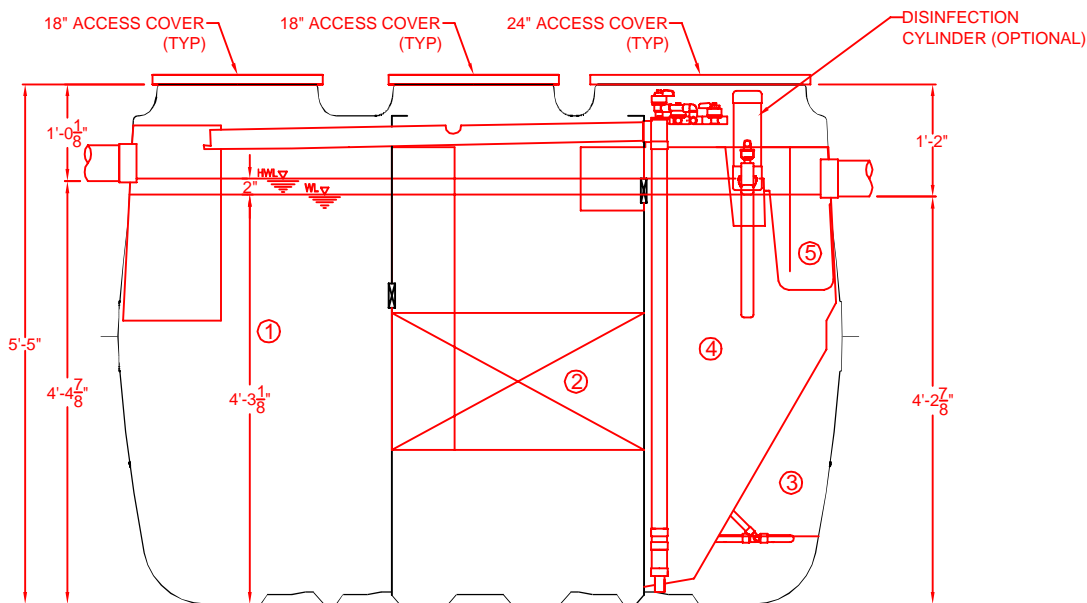 18" ACCESS COVER
(TYP)
18" ACCESS COVER
(TYP)
24" ACCESS COVER
(TYP)
DISINFECTION
CYLINDER (OPTIONAL)
1'-0 1/8"
1'-2"
HWL
2"
WL
5
1
5'-5"
4
2
4'-4 7/8"
4'-3 1/8"
4'-2 7/8"
3